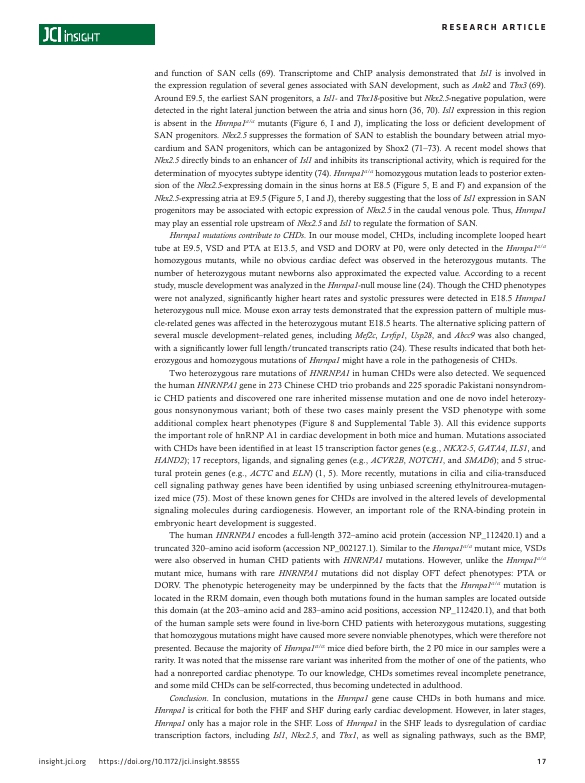 JCI INSIGHT
RESEARCH ARTICLE
and function of SAN cells (69). Transcriptome and ChIP analysis demonstrated that Isl1 is involved in
the expression regulation of several genes associated with SAN development, such as Ank2 and Tbx3 (69).
Around E9.5, the earliest SAN progenitors, a Isl1- and Tbx18-positive but Nkx2.5-negative population, were
detected in the right lateral junction between the atria and sinus horn (36, 70). Isl1 expression in this region
is absent in the Hnrnpa1ᵃ/ᵃ mutants (Figure 6, I and J), implicating the loss or deficient development of
SAN progenitors. Nkx2.5 suppresses the formation of SAN to establish the boundary between atrial myo-
cardium and SAN progenitors, which can be antagonized by Shox2 (71–73). A recent model shows that
Nkx2.5 directly binds to an enhancer of Isl1 and inhibits its transcriptional activity, which is required for the
determination of myocytes subtype identity (74). Hnrnpa1ᵃ/ᵃ homozygous mutation leads to posterior exten-
sion of the Nkx2.5-expressing domain in the sinus horns at E8.5 (Figure 5, E and F) and expansion of the
Nkx2.5-expressing atria at E9.5 (Figure 5, I and J), thereby suggesting that the loss of Isl1 expression in SAN
progenitors may be associated with ectopic expression of Nkx2.5 in the caudal venous pole. Thus, Hnrnpa1
may play an essential role upstream of Nkx2.5 and Isl1 to regulate the formation of SAN.
Hnrnpa1 mutations contribute to CHDs. In our mouse model, CHDs, including incomplete looped heart
tube at E9.5, VSD and PTA at E13.5, and VSD and DORV at P0, were only detected in the Hnrnpa1ᵃ/ᵃ
homozygous mutants, while no obvious cardiac defect was observed in the heterozygous mutants. The
number of heterozygous mutant newborns also approximated the expected value. According to a recent
study, muscle development was analyzed in the Hnrnpa1-null mouse line (24). Though the CHD phenotypes
were not analyzed, significantly higher heart rates and systolic pressures were detected in E18.5 Hnrnpa1
heterozygous null mice. Mouse exon array tests demonstrated that the expression pattern of multiple mus-
cle-related genes was affected in the heterozygous mutant E18.5 hearts. The alternative splicing pattern of
several muscle development–related genes, including Mef2c, Lrrfip1, Usp28, and Abcc9 was also changed,
with a significantly lower full length/truncated transcripts ratio (24). These results indicated that both het-
erozygous and homozygous mutations of Hnrnpa1 might have a role in the pathogenesis of CHDs.
Two heterozygous rare mutations of HNRNPA1 in human CHDs were also detected. We sequenced
the human HNRNPA1 gene in 273 Chinese CHD trio probands and 225 sporadic Pakistani nonsyndrom-
ic CHD patients and discovered one rare inherited missense mutation and one de novo indel heterozy-
gous nonsynonymous variant; both of these two cases mainly present the VSD phenotype with some
additional complex heart phenotypes (Figure 8 and Supplemental Table 3). All this evidence supports
the important role of hnRNP A1 in cardiac development in both mice and human. Mutations associated
with CHDs have been identified in at least 15 transcription factor genes (e.g., NKX2-5, GATA4, ILS1, and
HAND2); 17 receptors, ligands, and signaling genes (e.g., ACVR2B, NOTCH1, and SMAD6); and 5 struc-
tural protein genes (e.g., ACTC and ELN) (1, 5). More recently, mutations in cilia and cilia-transduced
cell signaling pathway genes have been identified by using unbiased screening ethylnitrourea-mutagen-
ized mice (75). Most of these known genes for CHDs are involved in the altered levels of developmental
signaling molecules during cardiogenesis. However, an important role of the RNA-binding protein in
embryonic heart development is suggested.
The human HNRNPA1 encodes a full-length 372–amino acid protein (accession NP_112420.1) and a
truncated 320–amino acid isoform (accession NP_002127.1). Similar to the Hnrnpa1ᵃ/ᵃ mutant mice, VSDs
were also observed in human CHD patients with HNRNPA1 mutations. However, unlike the Hnrnpa1ᵃ/ᵃ
mutant mice, humans with rare HNRNPA1 mutations did not display OFT defect phenotypes: PTA or
DORV. The phenotypic heterogeneity may be underpinned by the facts that the Hnrnpa1ᵃ/ᵃ mutation is
located in the RRM domain, even though both mutations found in the human samples are located outside
this domain (at the 203–amino and 283–amino acid positions, accession NP_112420.1), and that both
of the human sample sets were found in live-born CHD patients with heterozygous mutations, suggesting
that homozygous mutations might have caused more severe nonviable phenotypes, which were therefore not
presented. Because the majority of Hnrnpa1ᵃ/ᵃ mice died before birth, the 2 P0 mice in our samples were a
rarity. It was noted that the missense rare variant was inherited from the mother of one of the patients, who
had a nonreported cardiac phenotype. To our knowledge, CHDs sometimes reveal incomplete penetrance,
and some mild CHDs can be self-corrected, thus becoming undetected in adulthood.
Conclusion. In conclusion, mutations in the Hnrnpa1 gene cause CHDs in both humans and mice.
Hnrnpa1 is critical for both the FHF and SHF during early cardiac development. However, in later stages,
Hnrnpa1 only has a major role in the SHF. Loss of Hnrnpa1 in the SHF leads to dysregulation of cardiac
transcription factors, including Isl1, Nkx2.5, and Tbx1, as well as signaling pathways, such as the BMP,
insight.jci.org https://doi.org/10.1172/jci.insight.98555
17